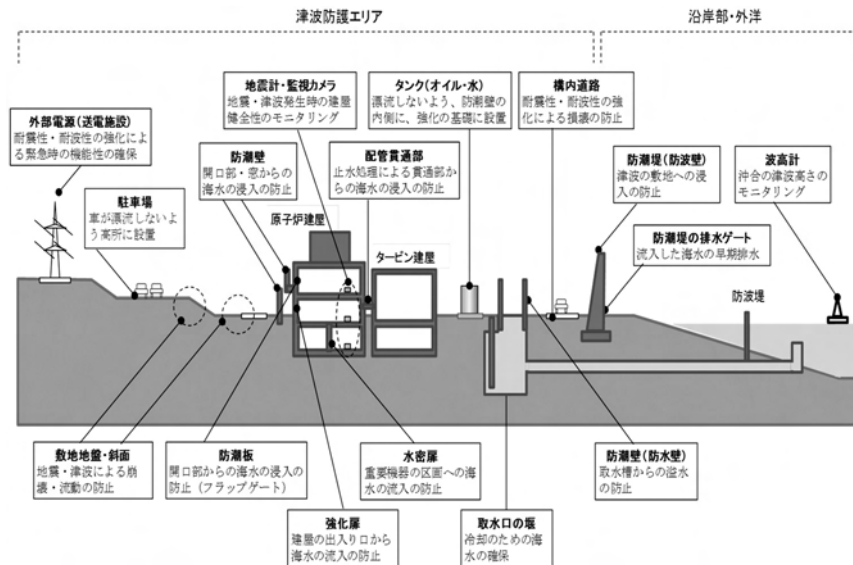 津波防護エリア
沿岸部・外洋
地震計・監視カメラ
地震・津波発生時の建屋
健全性のモニタリング
タンク(オイル・水)
漂流しないよう、防潮壁の
内側に、強化の基礎に設置
構内道路
耐震性・耐波性の強
化による損壊の防止
外部電源(送電施設)
耐震性・耐波性の強化によ
る緊急時の機能性の確保
防潮壁
開口部・窓からの
海水の浸入の防止
配管貫通部
止水処理による貫通部か
らの海水の浸入の防止
防潮堤(防波壁)
津波の敷地への浸
入の防止
波高計
沖合の津波高さの
モニタリング
駐車場
車が漂流しないよ
う高所に設置
原子炉建屋
タービン建屋
防潮堤の排水ゲート
流入した海水の早期排水
防波堤
敷地地盤・斜面
地震・津波による崩
壊・流動の防止
防潮板
開口部からの海水の浸入の
防止(フラップゲート)
水密扉
重要機器の区画への海
水の流入の防止
防潮壁(防水壁)
取水槽からの溢水
の防止
強化扉
建屋の出入り口から
海水の流入の防止
取水口の堰
冷却のための海
水の確保